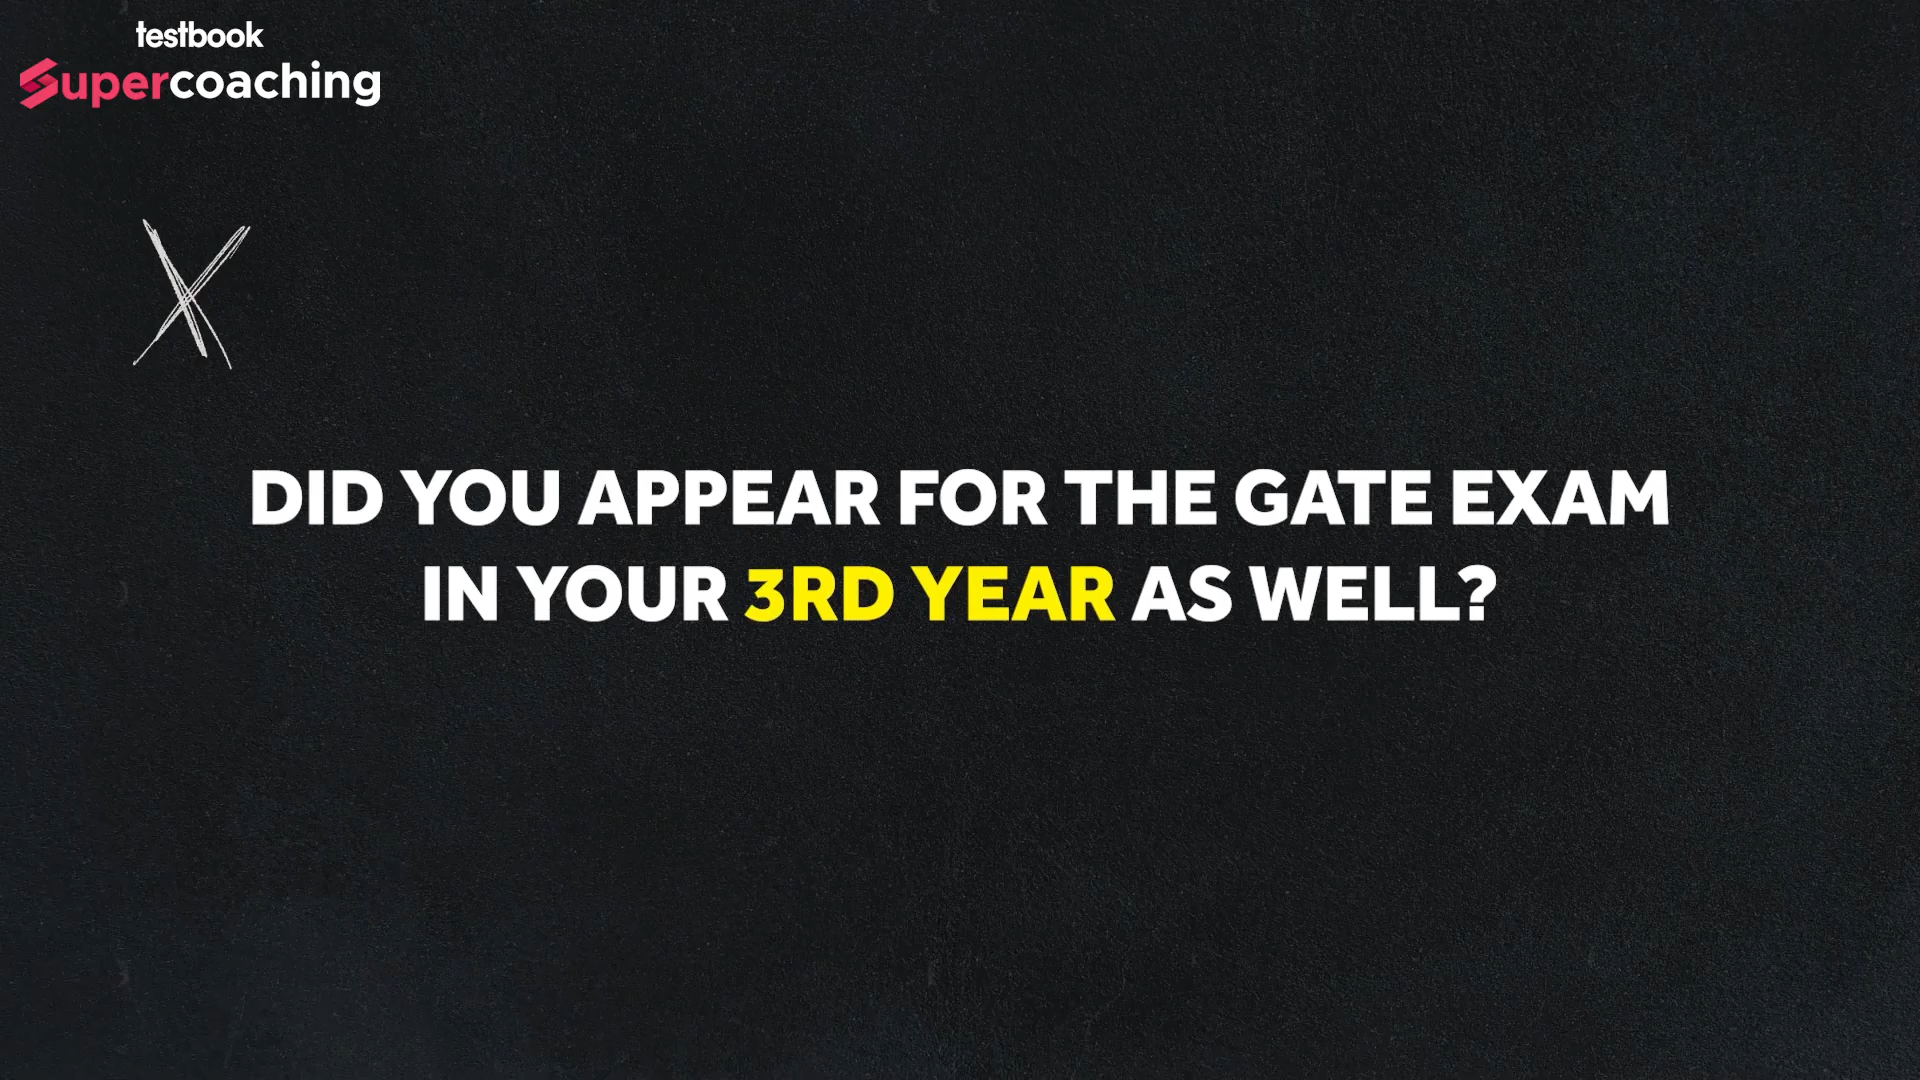 testbook
Supercoaching
DID YOU APPEAR FOR THE GATE EXAM
IN YOUR 3RD YEAR AS WELL?